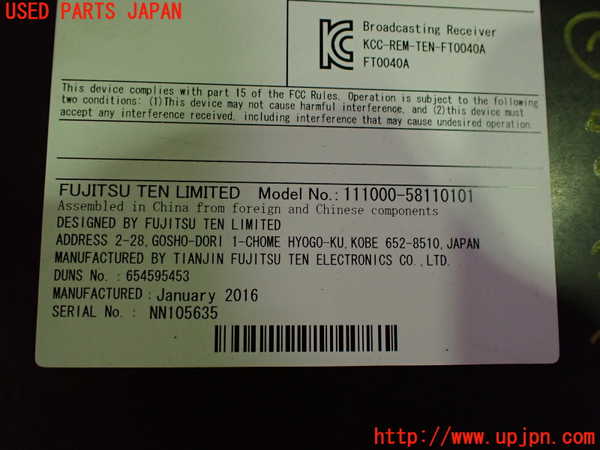 USED PARTS JAPAN
Broadcasting Receiver
KCC-REM-TEN-FT0040A
FT0040A
This device complies with part 15 of the FCC Rules. Operation is subject to the following
two conditions: (1)This device may not cause harmful interference, and (2)this device must
accept any interference received, including interference that may cause undesired operation.
FUJITSU TEN LIMITED Model No.: 111000-58110101
Assembled in China from foreign and Chinese components
DESIGNED BY FUJITSU TEN LIMITED
ADDRESS 2-28,GOSHO-DORI 1-CHOME HYOGO-KU,KOBE 652-8510,JAPAN
MANUFACTURED BY TIANJIN FUJITSU TEN ELECTRONICS CO.,LTD.
DUNS No. : 654595453
MANUFACTURED : January 2016
SERIAL No. : NN105635
http://www.upjpn.com/